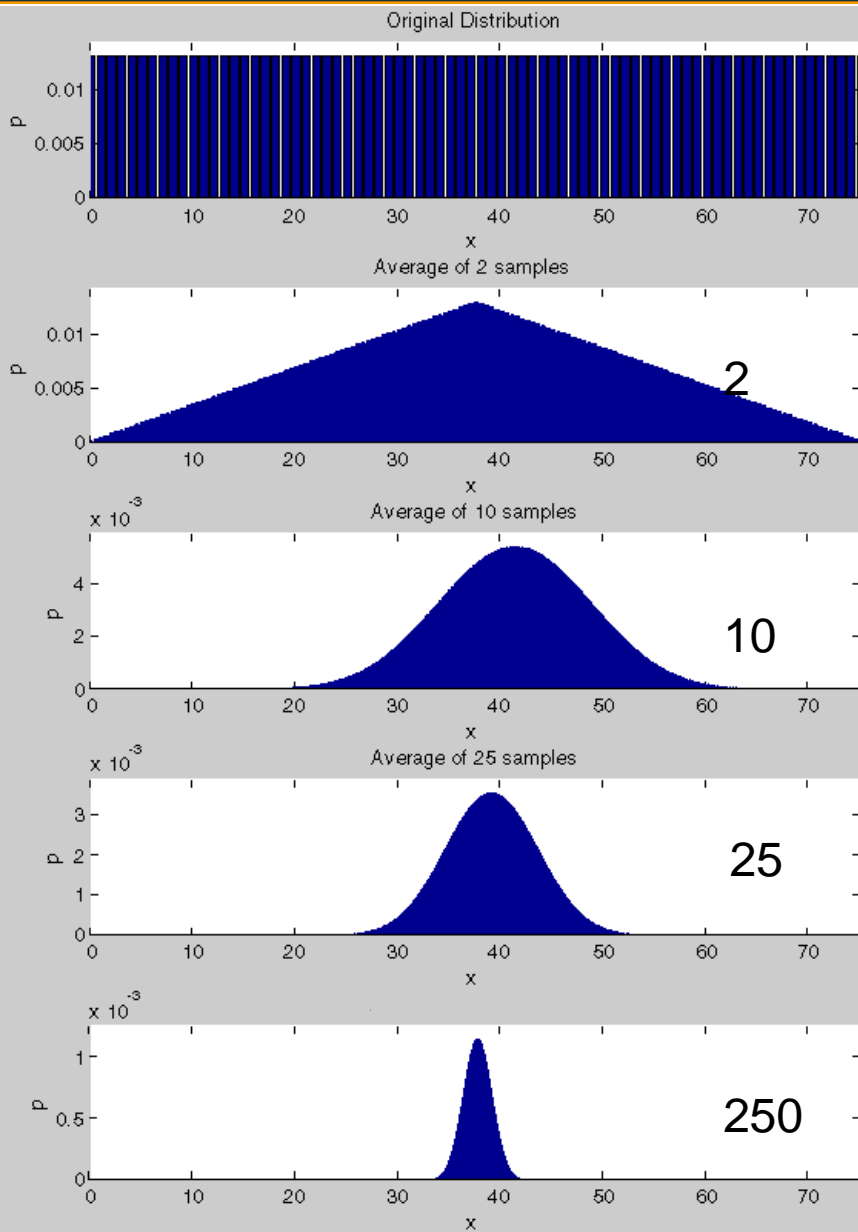 Original Distribution
p
0.01
0.005
0
0 10 20 30 40 50 60 70
x
Average of 2 samples
p
0.01
0.005
0
2
0 10 20 30 40 50 60 70
x
x 10^-3
Average of 10 samples
p
4
2
0
10
0 10 20 30 40 50 60 70
x
x 10^-3
Average of 25 samples
p
3
2
1
0
25
0 10 20 30 40 50 60 70
x
x 10^-3
p
1
0.5
0
250
0 10 20 30 40 50 60 70
x